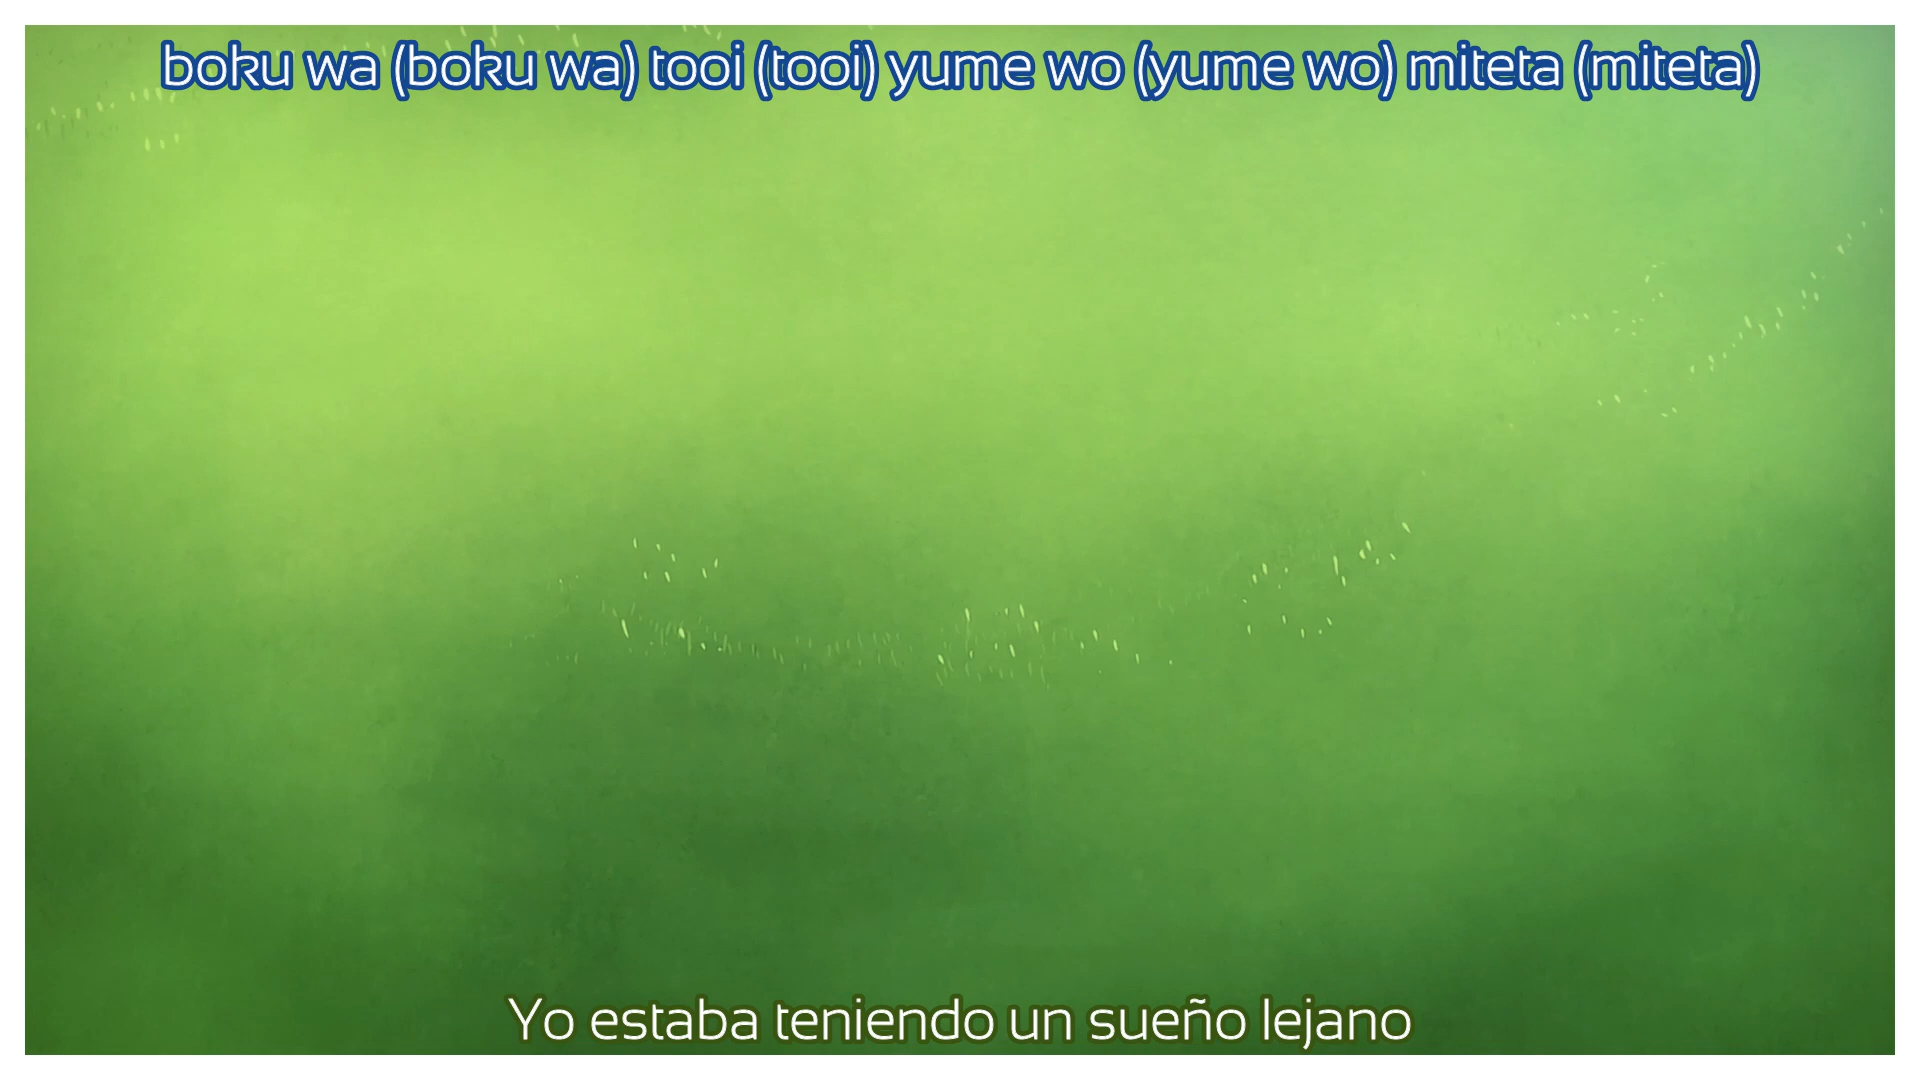 boku wa (boku wa) tooi (tooi) yume wo (yume wo) miteta (miteta)
Yo estaba teniendo un sueño lejano